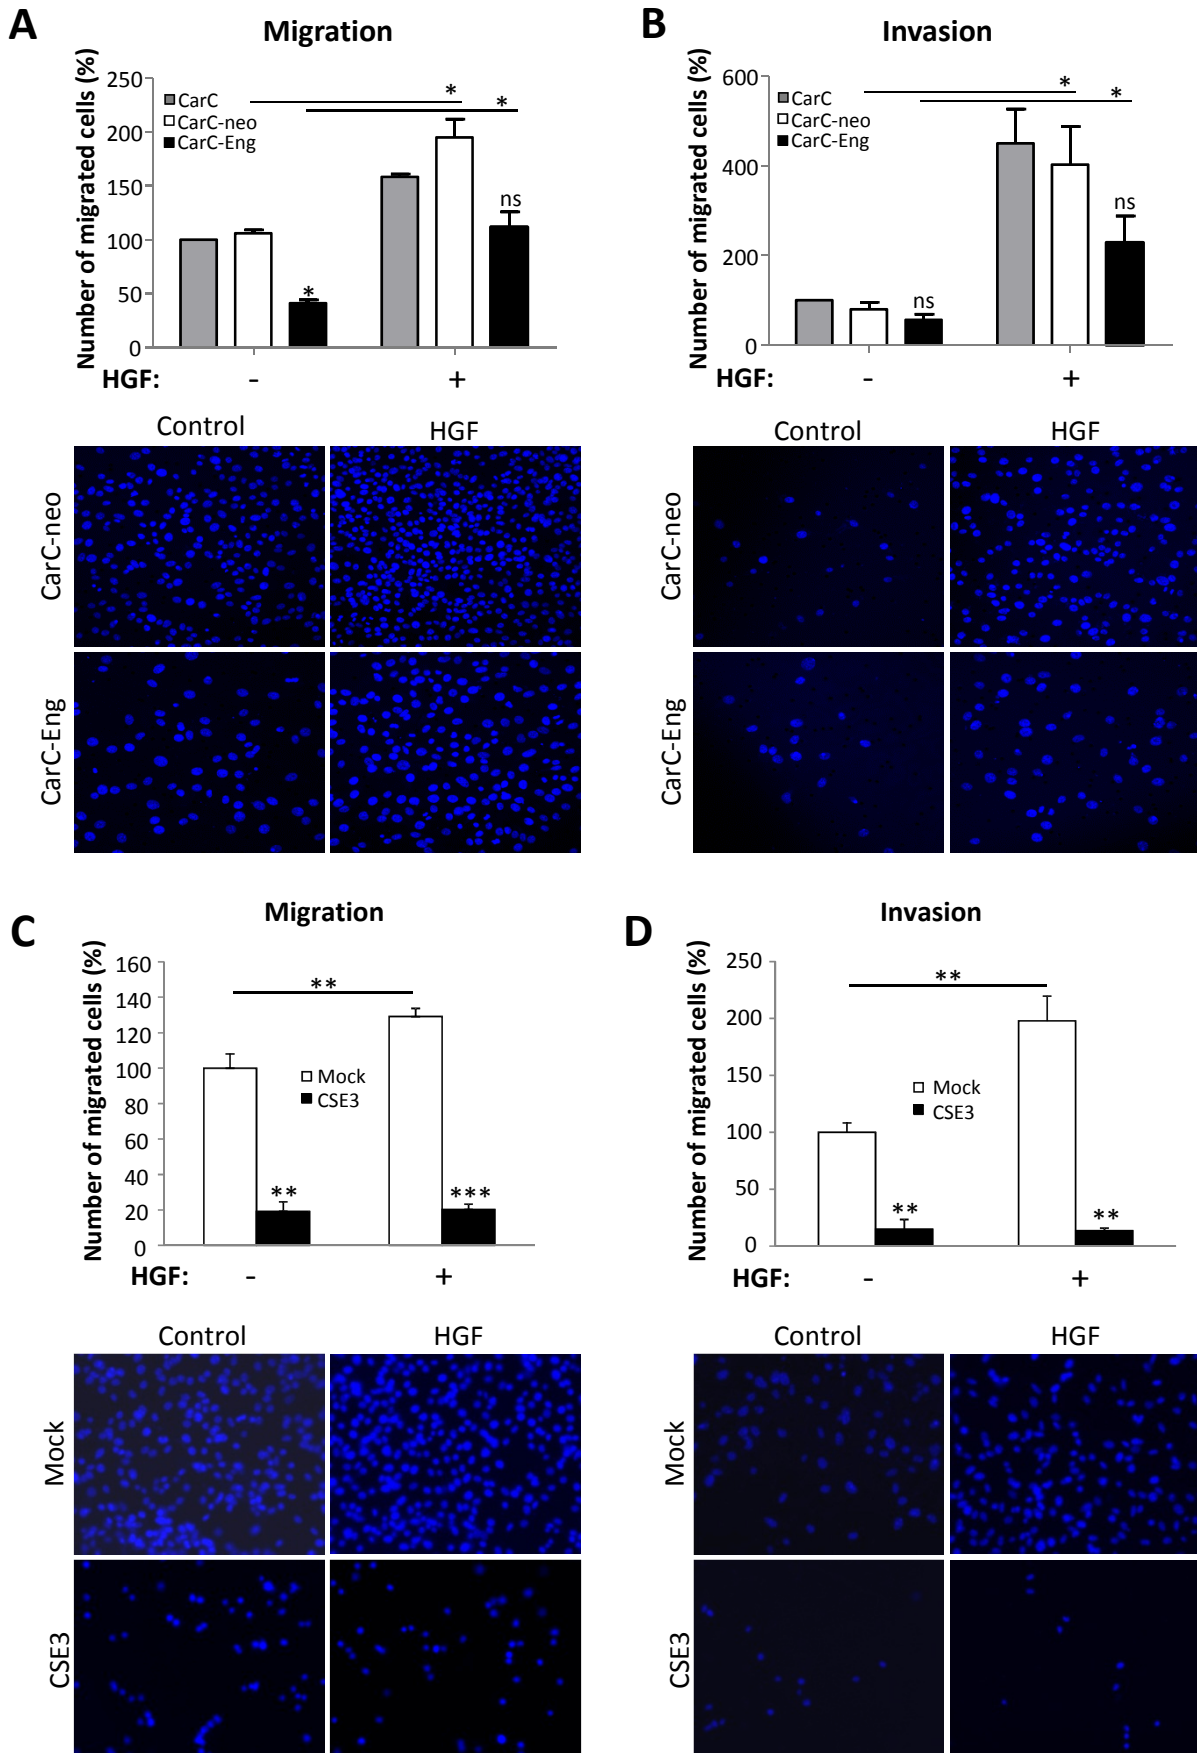 A
Migration
Number of migrated cells (%)
250
200
150
100
50
0
CarC
CarC-neo
CarC-Eng
*
*
*
ns
HGF:
-
+
Control
HGF
CarC-neo
CarC-Eng
B
Invasion
Number of migrated cells (%)
600
400
200
0
CarC
CarC-neo
CarC-Eng
*
*
ns
ns
HGF:
-
+
Control
HGF
CarC-neo
CarC-Eng
C
Migration
Number of migrated cells (%)
160
140
120
100
80
60
40
20
0
**
Mock
CSE3
**
***
HGF:
-
+
Control
HGF
Mock
CSE3
D
Invasion
Number of migrated cells (%)
250
200
150
100
50
0
**
Mock
CSE3
**
**
HGF:
-
+
Control
HGF
Mock
CSE3